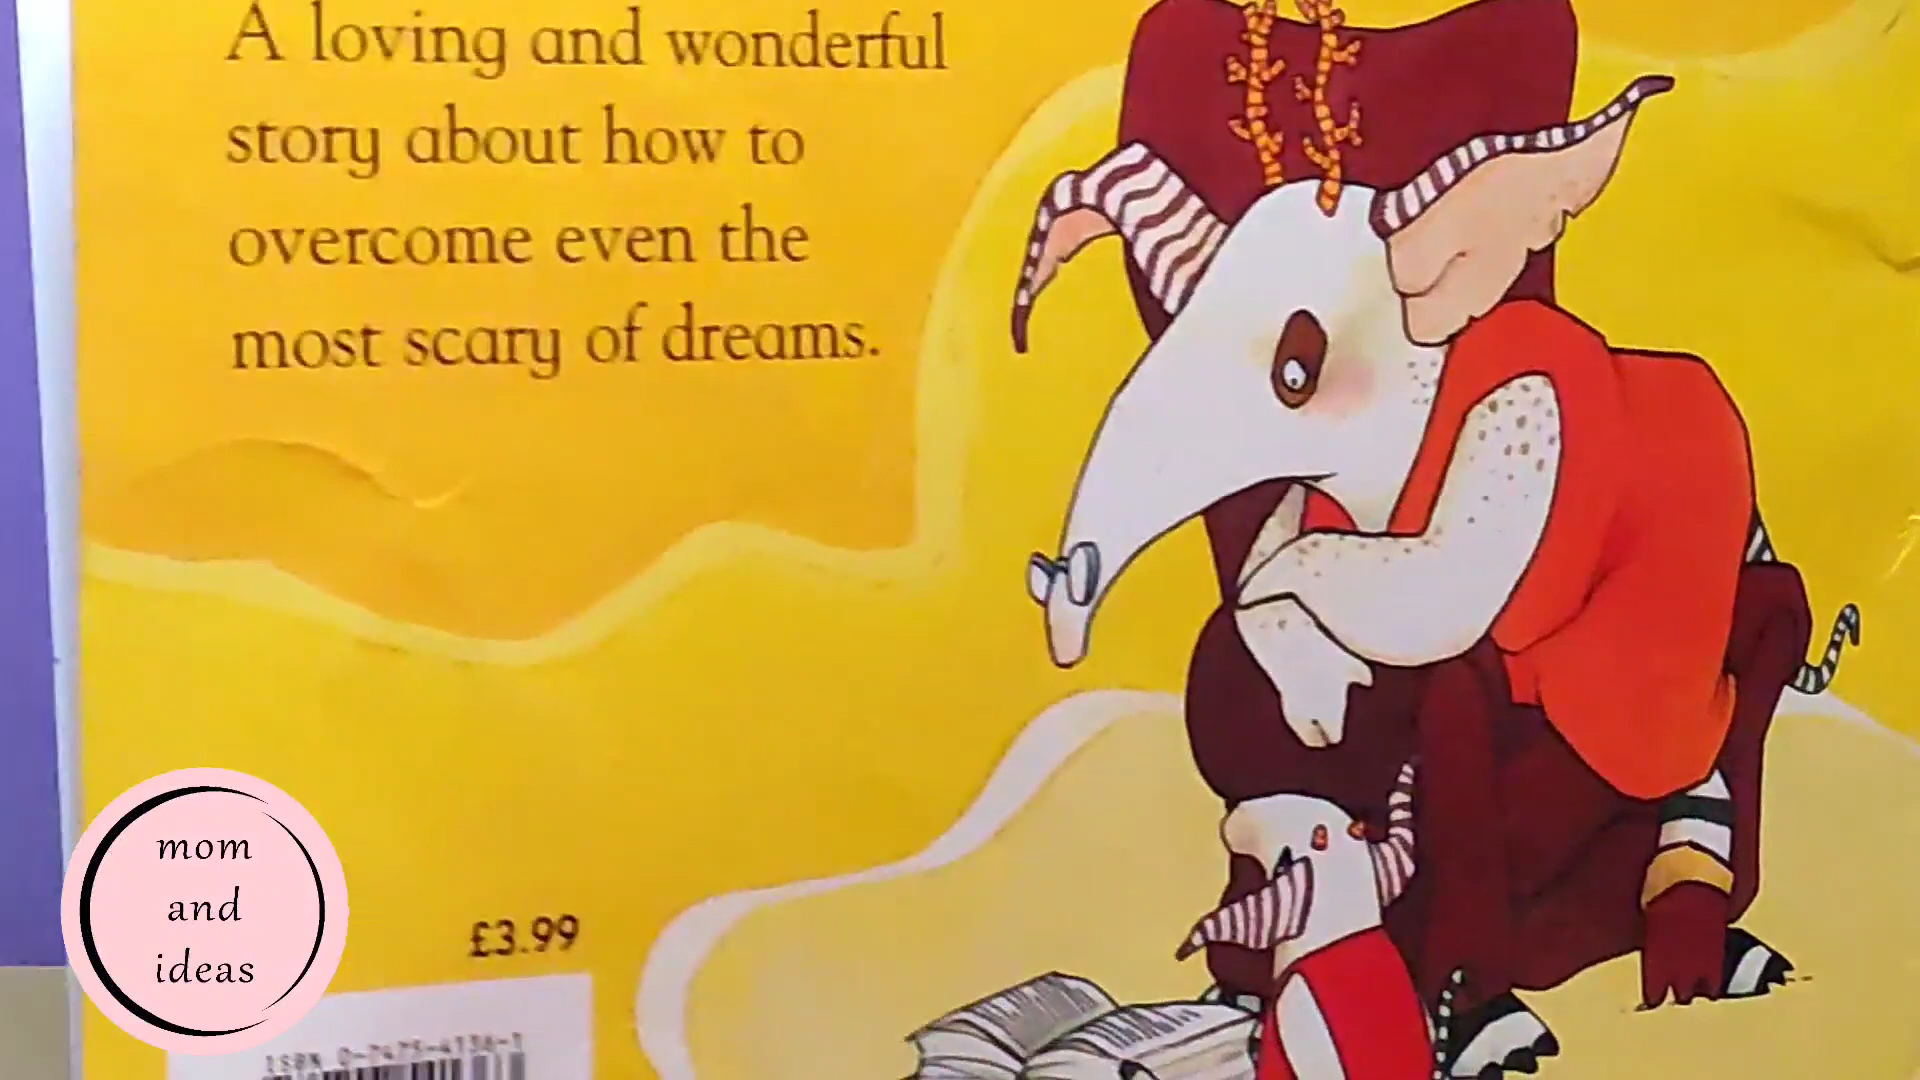 A loving and wonderful
story about how to
overcome even the
most scary of dreams.
£3.99
mom
and
ideas